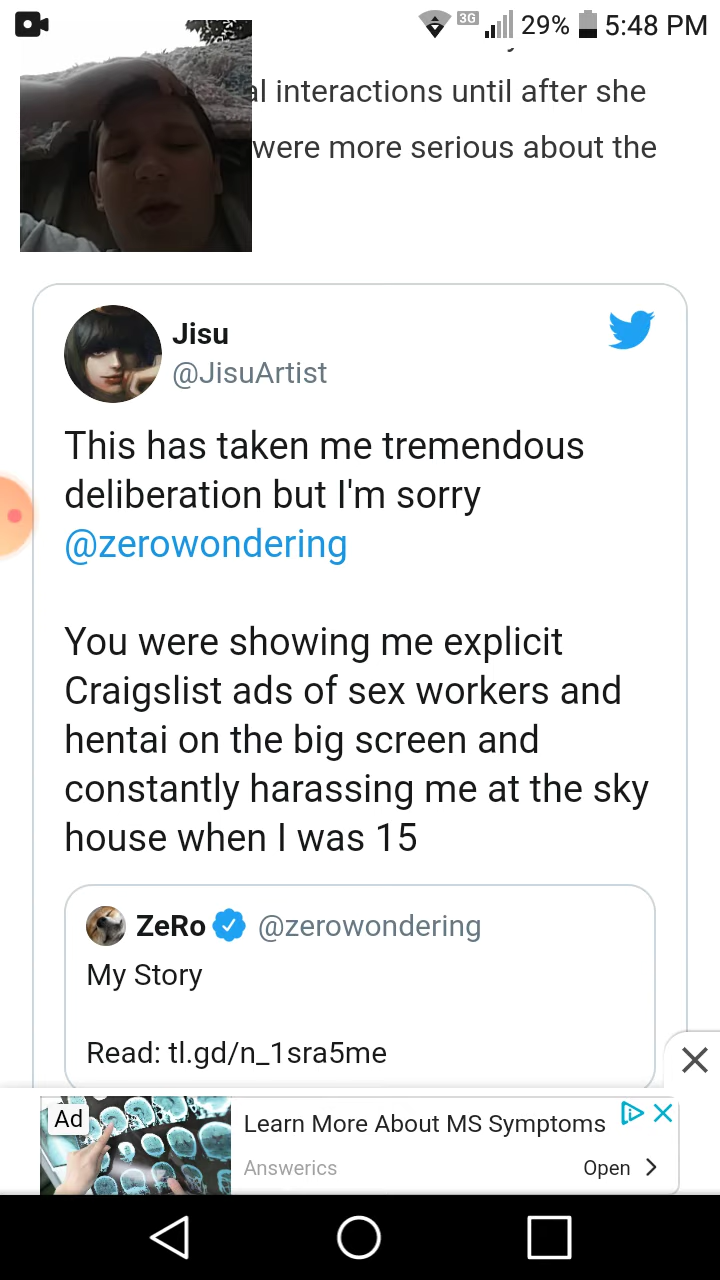 3G 29% 5:48 PM
al interactions until after she
were more serious about the
Jisu
@JisuArtist
This has taken me tremendous
deliberation but I'm sorry
@zerowondering
You were showing me explicit
Craigslist ads of sex workers and
hentai on the big screen and
constantly harassing me at the sky
house when I was 15
ZeRo @zerowondering
My Story
Read: tl.gd/n_1sra5me
Ad
Learn More About MS Symptoms
Answerics
Open